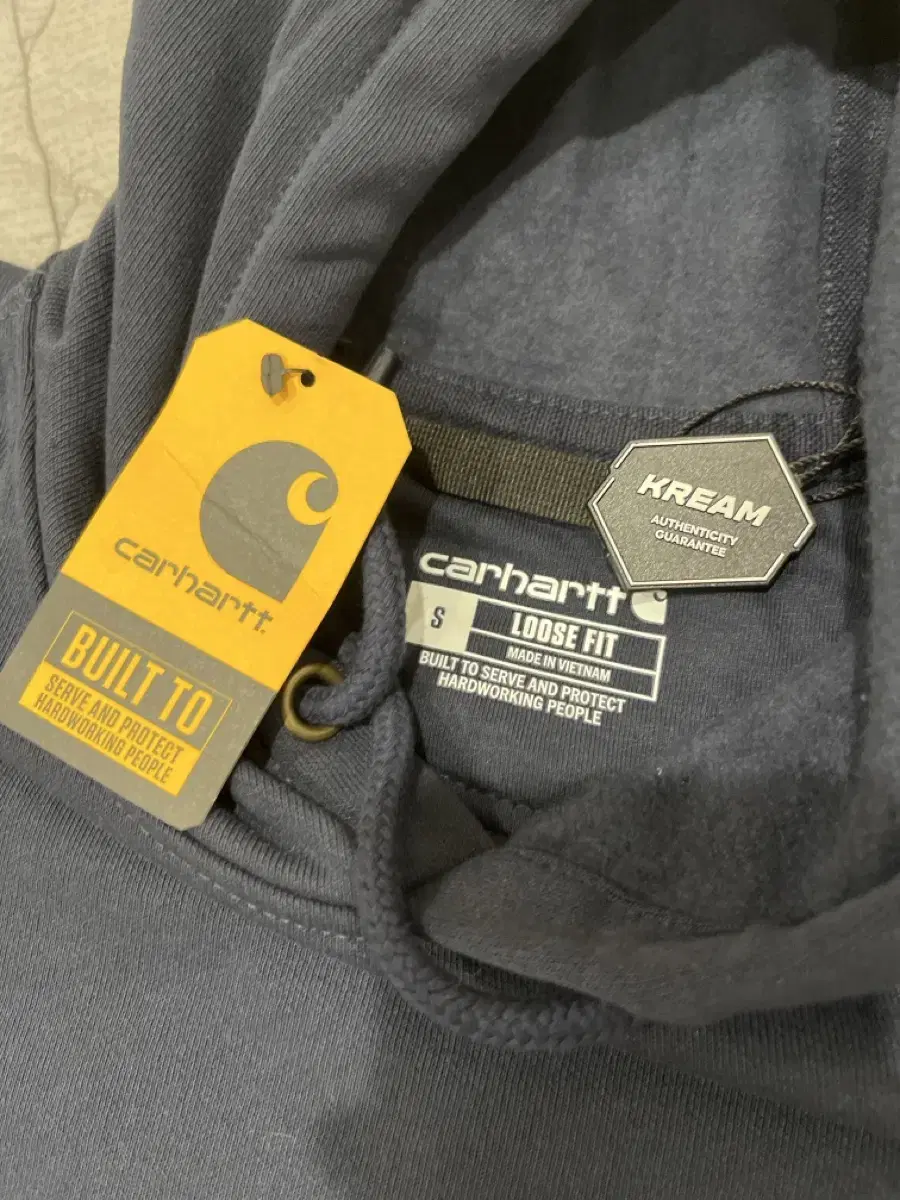 carhartt.
BUILT TO
SERVE AND PROTECT
HARDWORKING PEOPLE
KREAM
AUTHENTICITY
GUARANTEE
carhartt
S
LOOSE FIT
MADE IN VIETNAM
BUILT TO SERVE AND PROTECT
HARDWORKING PEOPLE